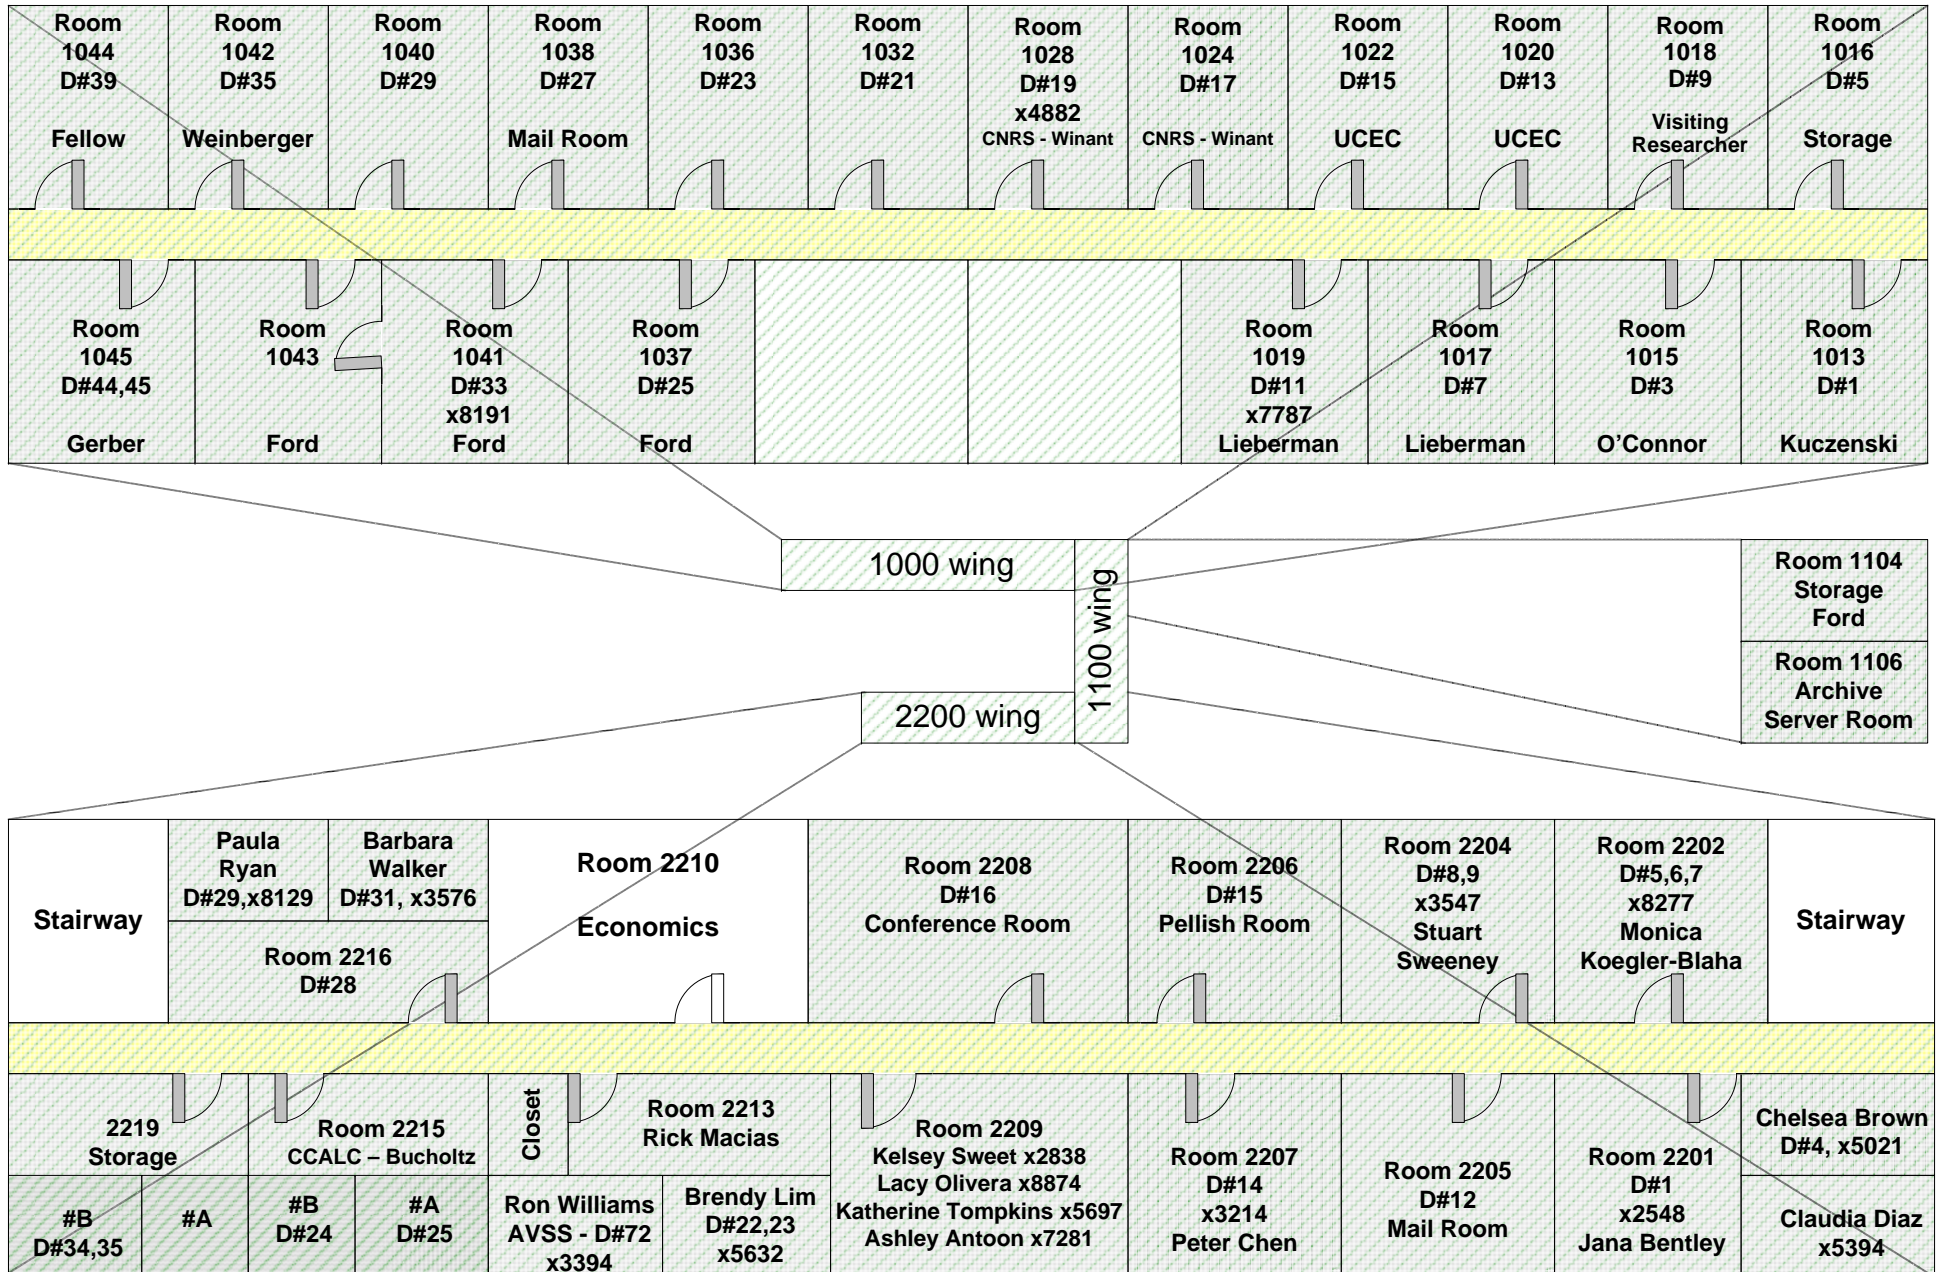 Room
1044
D#39
Fellow
Room
1042
D#35
Weinberger
Room
1040
D#29
Room
1038
D#27
Mail Room
Room
1036
D#23
Room
1032
D#21
Room
1028
D#19
x4882
CNRS - Winant
Room
1024
D#17
CNRS - Winant
Room
1022
D#15
UCEC
Room
1020
D#13
UCEC
Room
1018
D#9
Visiting
Researcher
Room
1016
D#5
Storage
Room
1045
D#44,45
Gerber
Room
1043
Ford
Room
1041
D#33
x8191
Ford
Room
1037
D#25
Ford
Room
1019
D#11
x7787
Lieberman
Room
1017
D#7
Lieberman
Room
1015
D#3
O'Connor
Room
1013
D#1
Kuczenski
1000 wing
1100 wing
2200 wing
Room 1104
Storage
Ford
Room 1106
Archive
Server Room
Stairway
Paula
Ryan
D#29,x8129
Barbara
Walker
D#31, x3576
Room 2216
D#28
Room 2210
Economics
Room 2208
D#16
Conference Room
Room 2206
D#15
Pellish Room
Room 2204
D#8,9
x3547
Stuart
Sweeney
Room 2202
D#5,6,7
x8277
Monica
Koegler-Blaha
Stairway
2219
Storage
#B
D#34,35
#A
Room 2215
CCALC – Bucholtz
#B
D#24
#A
D#25
Closet
Room 2213
Rick Macias
Ron Williams
AVSS - D#72
x3394
Brendy Lim
D#22,23
x5632
Room 2209
Kelsey Sweet x2838
Lacy Olivera x8874
Katherine Tompkins x5697
Ashley Antoon x7281
Room 2207
D#14
x3214
Peter Chen
Room 2205
D#12
Mail Room
Room 2201
D#1
x2548
Jana Bentley
Chelsea Brown
D#4, x5021
Claudia Diaz
x5394